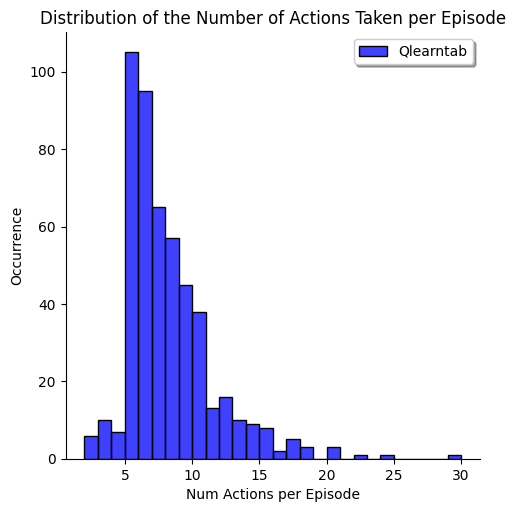 Distribution of the Number of Actions Taken per Episode
Qlearntab
100
80
60
40
20
0
Occurrence
5 10 15 20 25 30
Num Actions per Episode